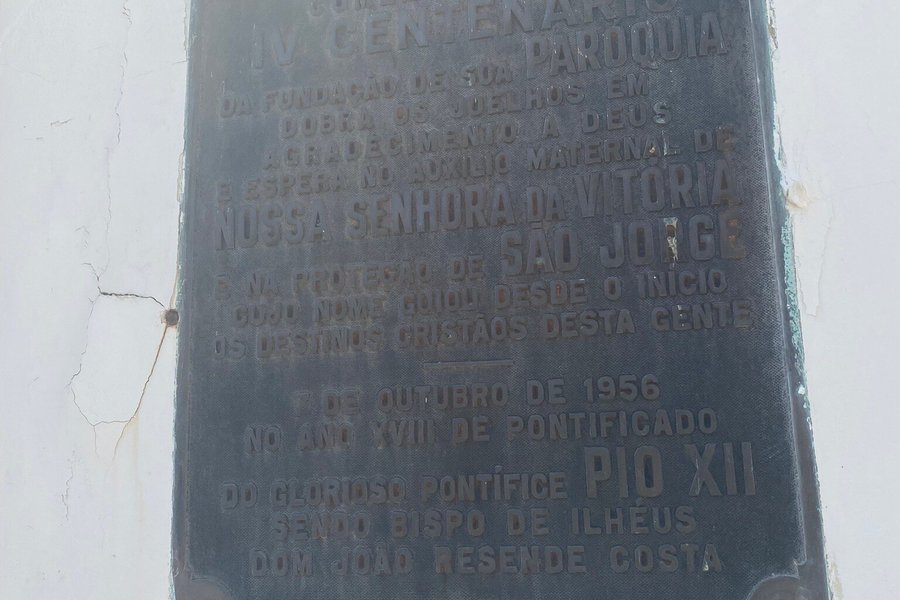 IV CENTENÁRIO
DA FUNDAÇÃO DE SUA PAROQUIA
DOBRA OS JOELHOS EM
AGRADECIMENTO A DEUS
E ESPERA NO AUXILIO MATERNAL DE
NOSSA SENHORA DA VITORIA
E NA PROTEÇÃO DE SÃO JORGE
CUJO NOME GUIOU DESDE O INÍCIO
OS DESTINOS CRISTÃOS DESTA GENTE
7 DE OUTUBRO DE 1956
NO ANO XVIII DE PONTIFICADO
DO GLORIOSO PONTÍFICE PIO XII
SENDO BISPO DE ILHÉUS
DOM JOÃO RESENDE COSTA